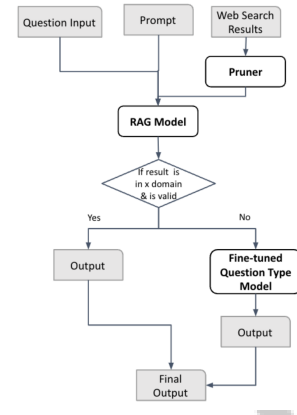 Question Input
Prompt
Web Search
Results
Pruner
RAG Model
If result is
in x domain
& is valid
Yes
No
Output
Fine-tuned
Question Type
Model
Output
Final
Output